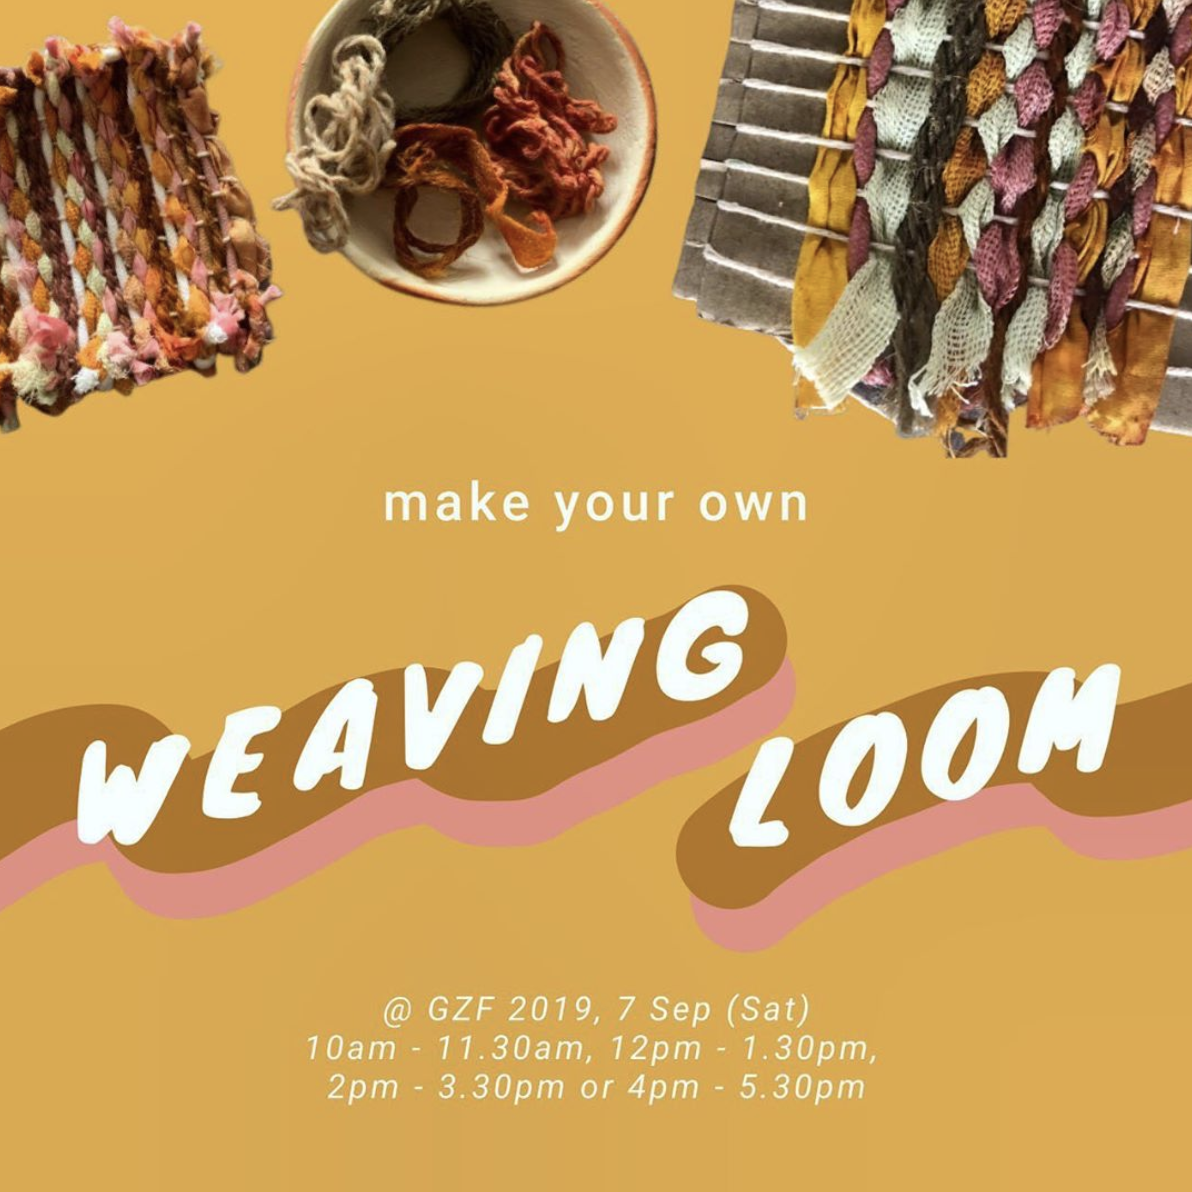 make your own
WEAVING
LOOM
@ GZF 2019, 7 Sep (Sat)
10am - 11.30am, 12pm - 1.30pm,
2pm - 3.30pm or 4pm - 5.30pm